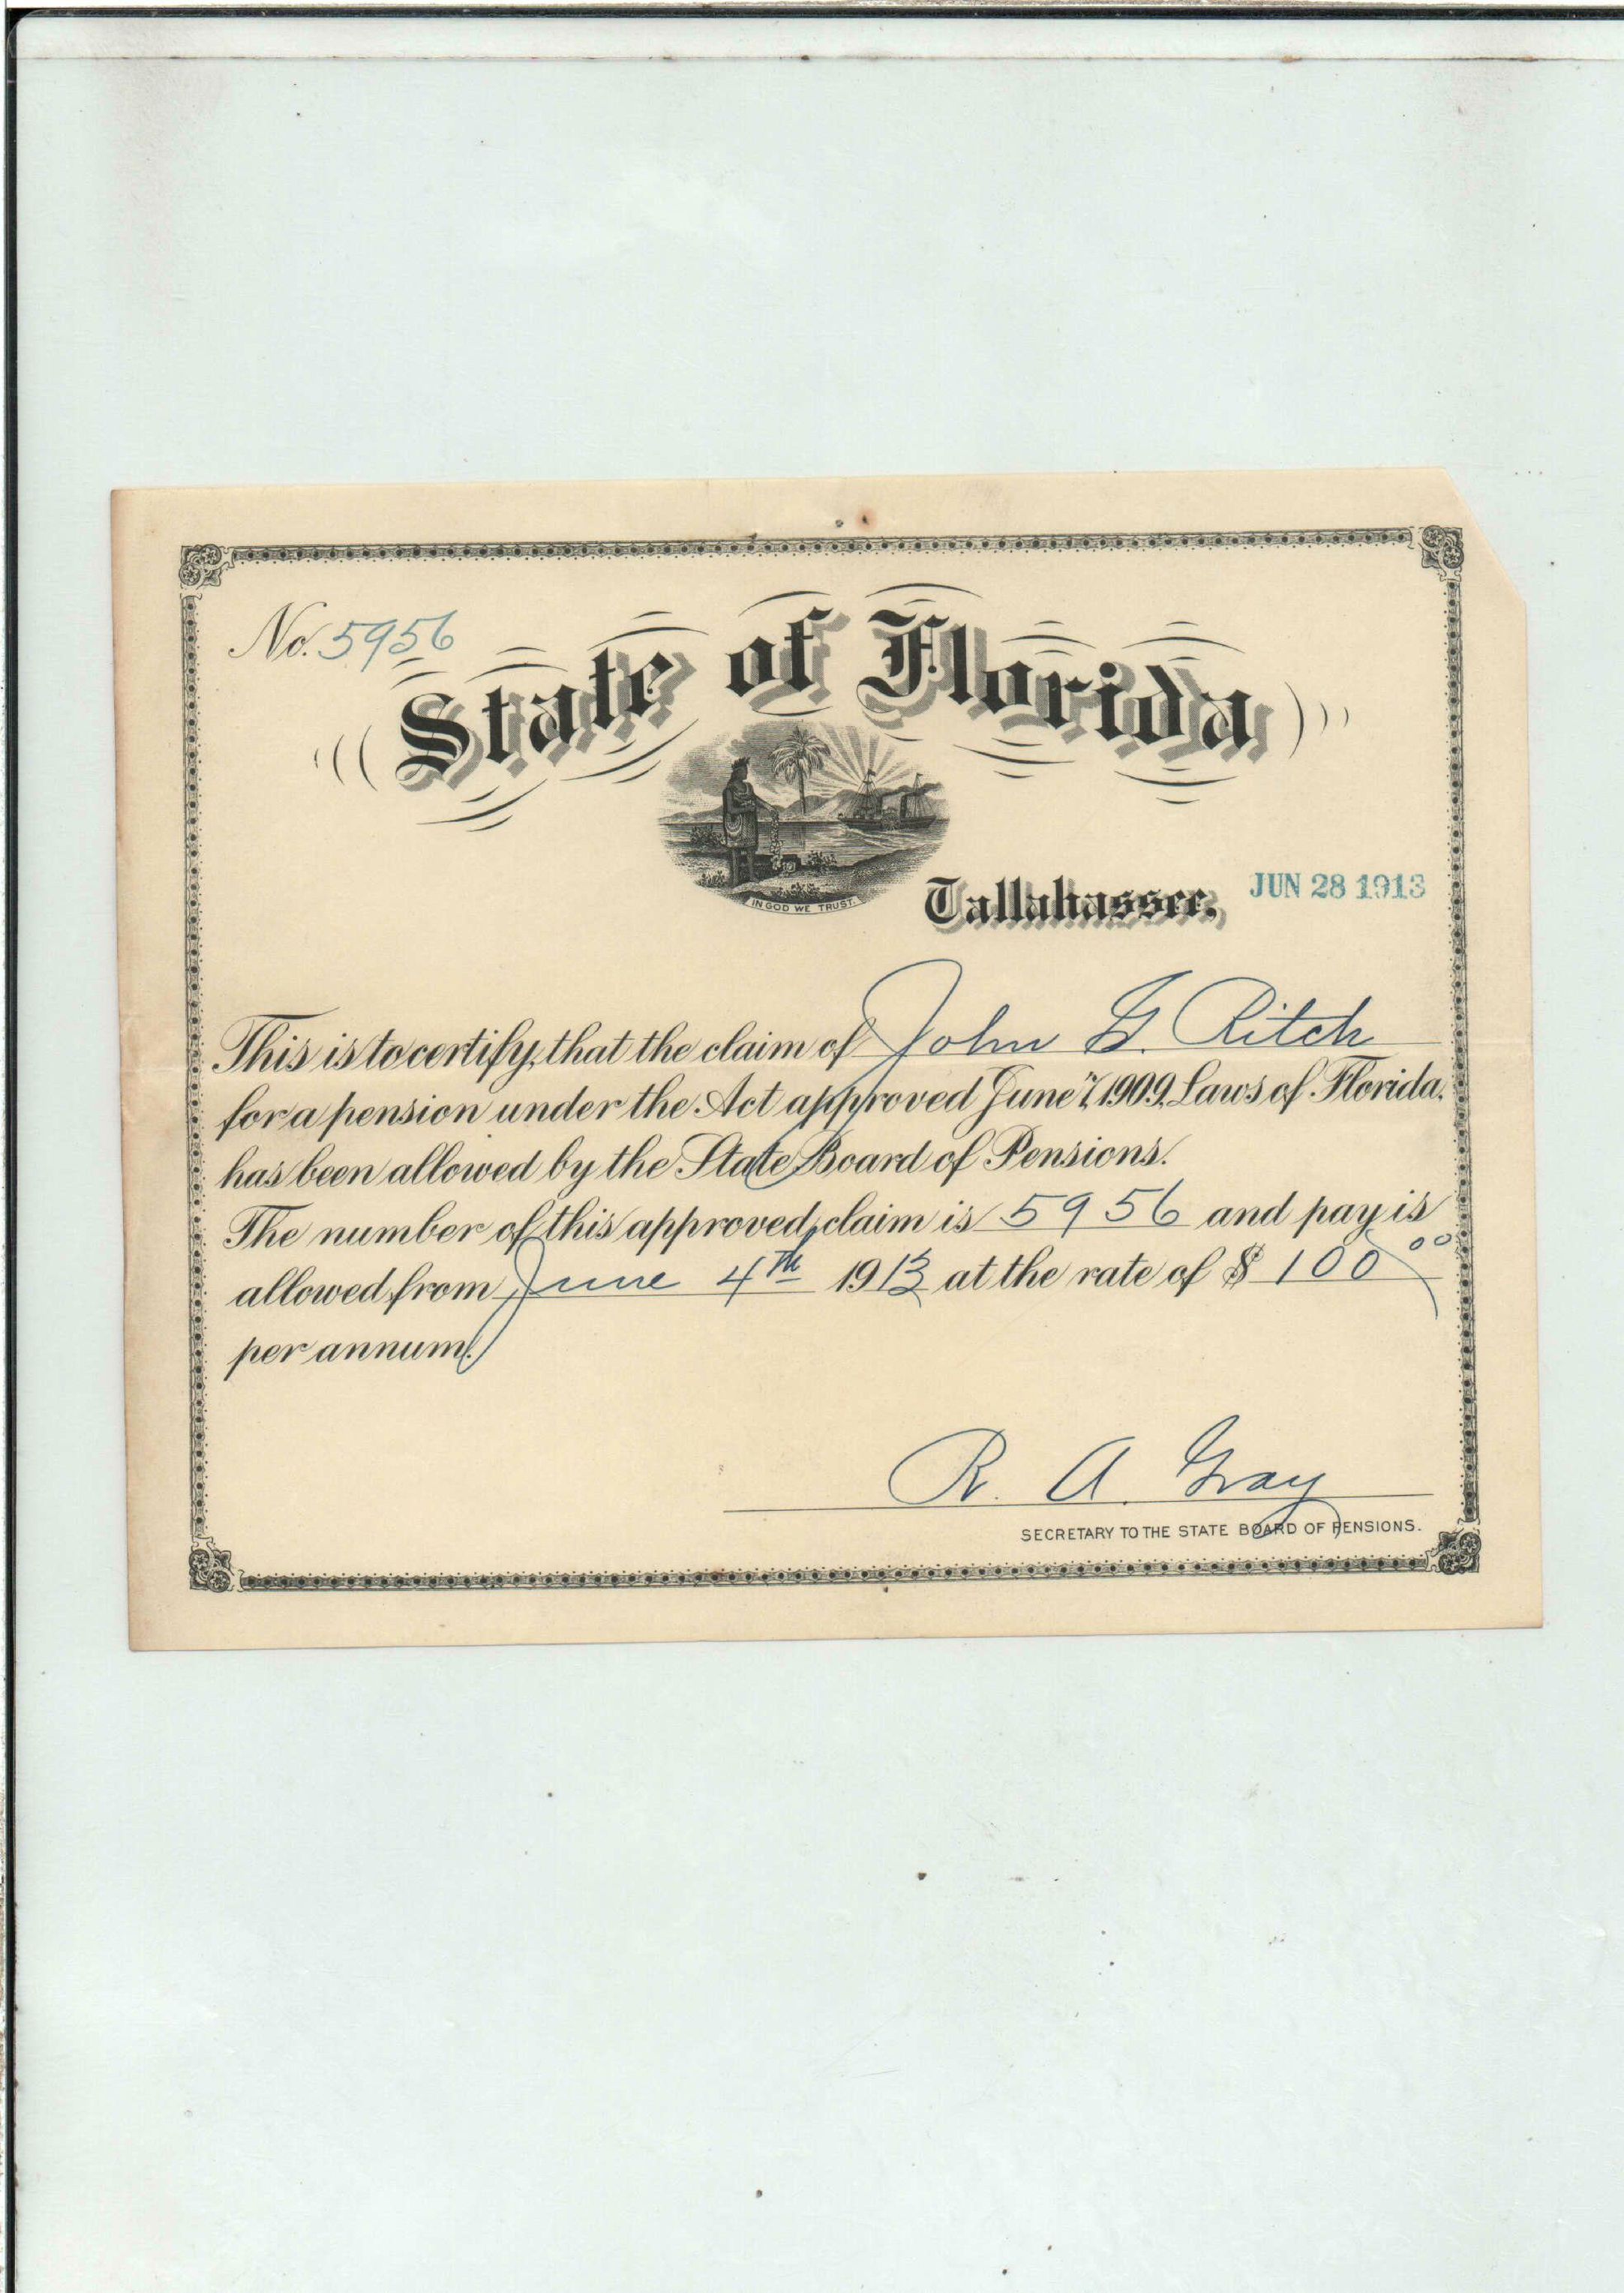 No. 5956
State of Florida
IN GOD WE TRUST.
Tallahassee, JUN 28 1913
This is to certify, that the claim of John G. Ritch
for a pension under the Act approved June 7, 1909, Laws of Florida,
has been allowed by the State Board of Pensions.
The number of this approved claim is 5956 and pay is
allowed from June 4th 1913 at the rate of $ 100 00
per annum.
R. A. Gray
SECRETARY TO THE STATE BOARD OF PENSIONS.